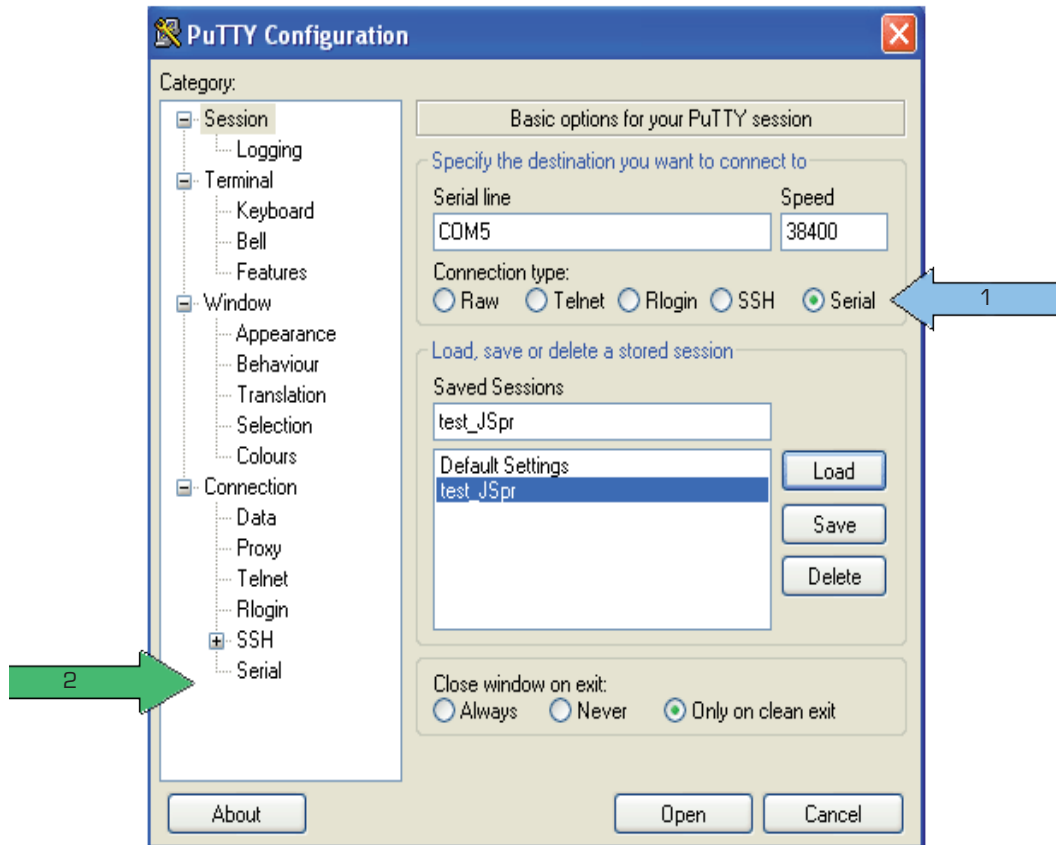 PuTTY Configuration
Category:
Session
Logging
Terminal
Keyboard
Bell
Features
Window
Appearance
Behaviour
Translation
Selection
Colours
Connection
Data
Proxy
Telnet
Rlogin
SSH
Serial
2
Basic options for your PuTTY session
Specify the destination you want to connect to
Serial line Speed
COM5 38400
Connection type:
Raw Telnet Rlogin SSH Serial
1
Load, save or delete a stored session
Saved Sessions
test_JSpr
Default Settings
test_JSpr
Load
Save
Delete
Close window on exit:
Always Never Only on clean exit
About Open Cancel